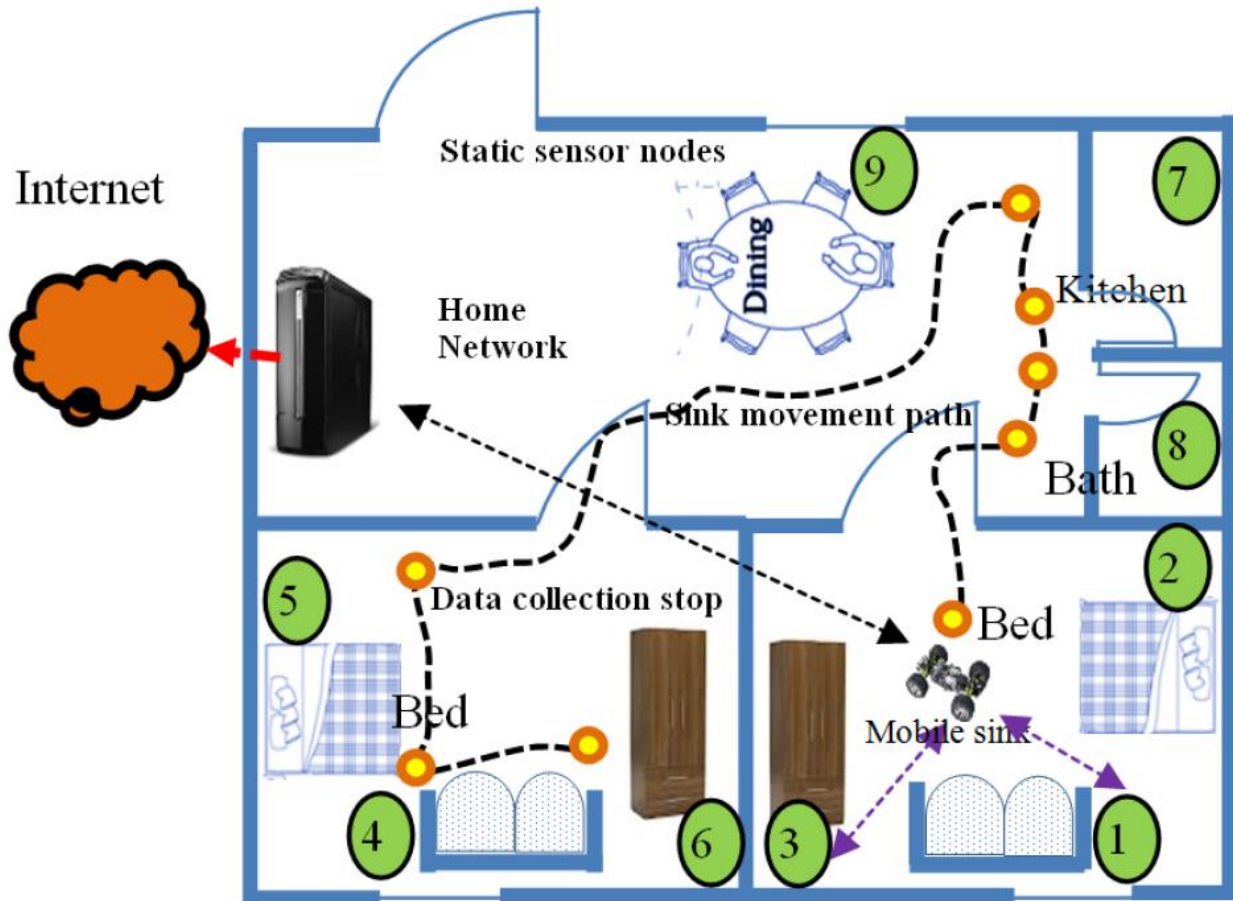 Static sensor nodes
9
7
Internet
Dining
Kitchen
Home
Network
Sink movement path
8
Bath
2
5
Data collection stop
Bed
Bed
Mobile sink
4
6
3
1